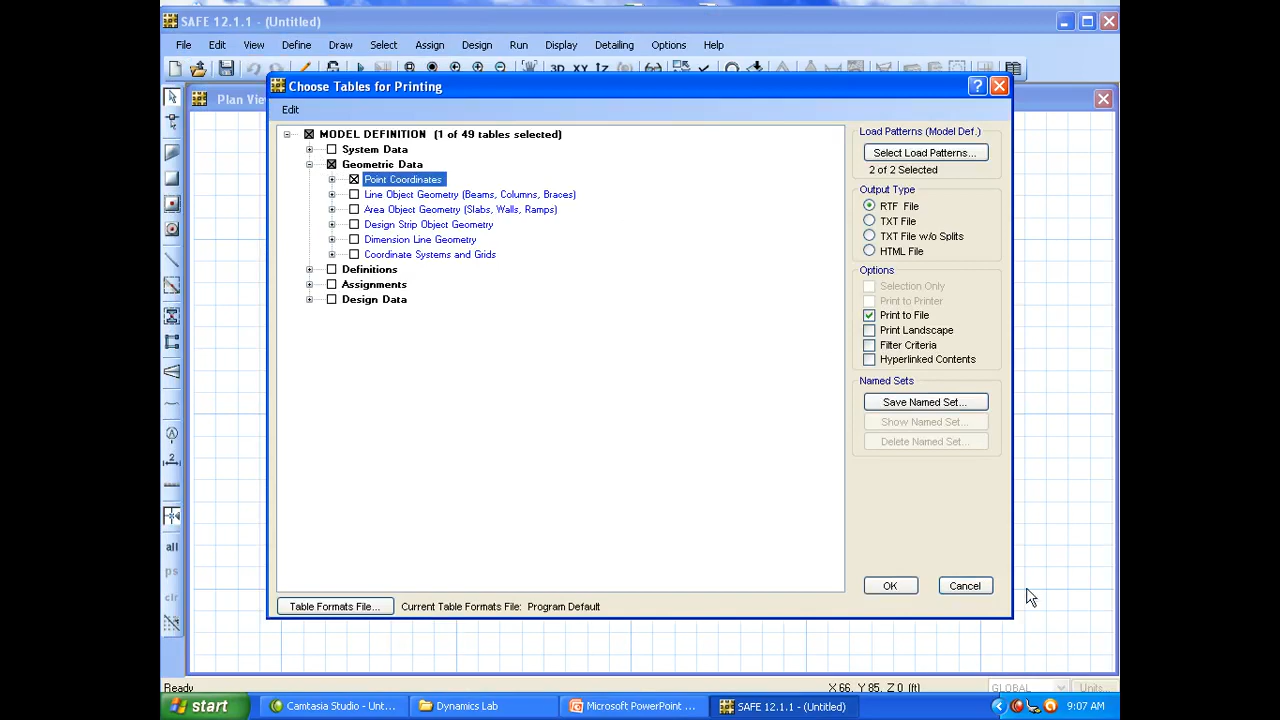 SAFE 12.1.1 - (Untitled)
File Edit View Define Draw Select Assign Design Run Display Detailing Options Help
3D XY
Plan Vie
Choose Tables for Printing
Edit
MODEL DEFINITION (1 of 49 tables selected)
System Data
Geometric Data
Point Coordinates
Line Object Geometry (Beams, Columns, Braces)
Area Object Geometry (Slabs, Walls, Ramps)
Design Strip Object Geometry
Dimension Line Geometry
Coordinate Systems and Grids
Definitions
Assignments
Design Data
Load Patterns (Model Def.)
Select Load Patterns...
2 of 2 Selected
Output Type
RTF File
TXT File
TXT File w/o Splits
HTML File
Options
Selection Only
Print to Printer
Print to File
Print Landscape
Filter Criteria
Hyperlinked Contents
Named Sets
Save Named Set...
Show Named Set...
Delete Named Set...
OK Cancel
Table Formats File... Current Table Formats File: Program Default
all
ps
clr
Ready X 66, Y 85, Z 0 (ft) GLOBAL Units...
start Camtasia Studio - Unt... Dynamics Lab Microsoft PowerPoint ... SAFE 12.1.1 - (Untitled) 9:07 AM